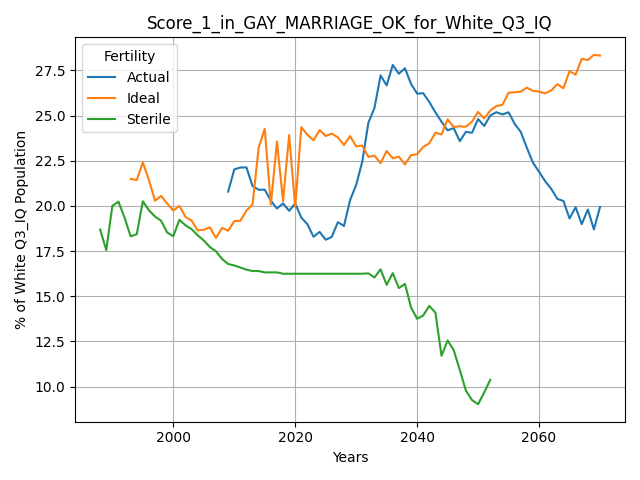 Score_1_in_GAY_MARRIAGE_OK_for_White_Q3_IQ
Fertility
Actual
Ideal
Sterile
% of White Q3_IQ Population
27.5
25.0
22.5
20.0
17.5
15.0
12.5
10.0
2000
2020
2040
2060
Years